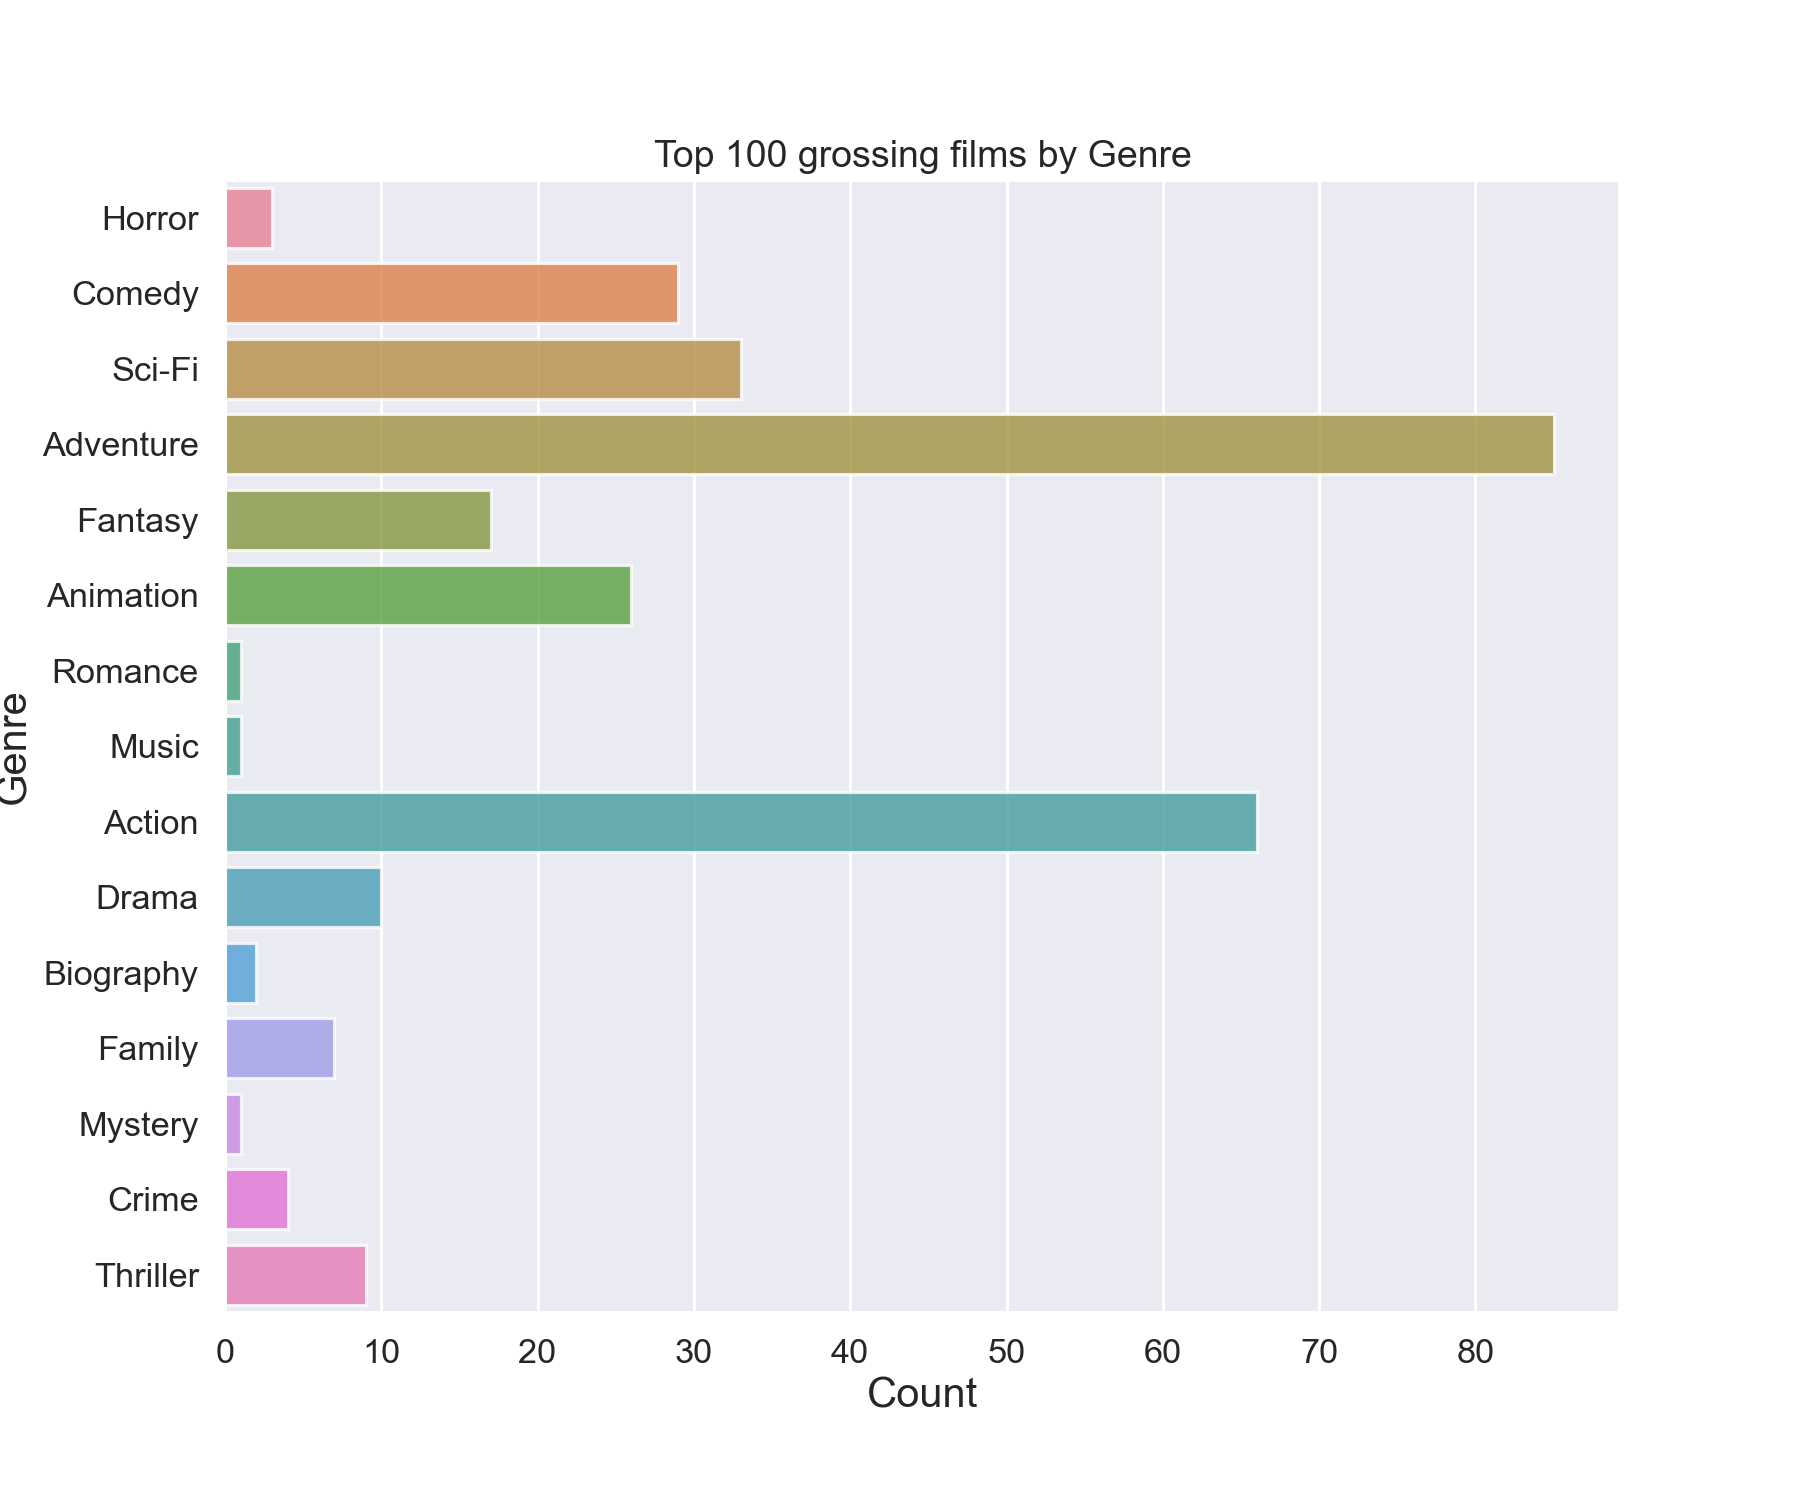 Top 100 grossing films by Genre
Horror
Comedy
Sci-Fi
Adventure
Fantasy
Animation
Romance
Music
Action
Drama
Biography
Family
Mystery
Crime
Thriller
Genre
0 10 20 30 40 50 60 70 80
Count